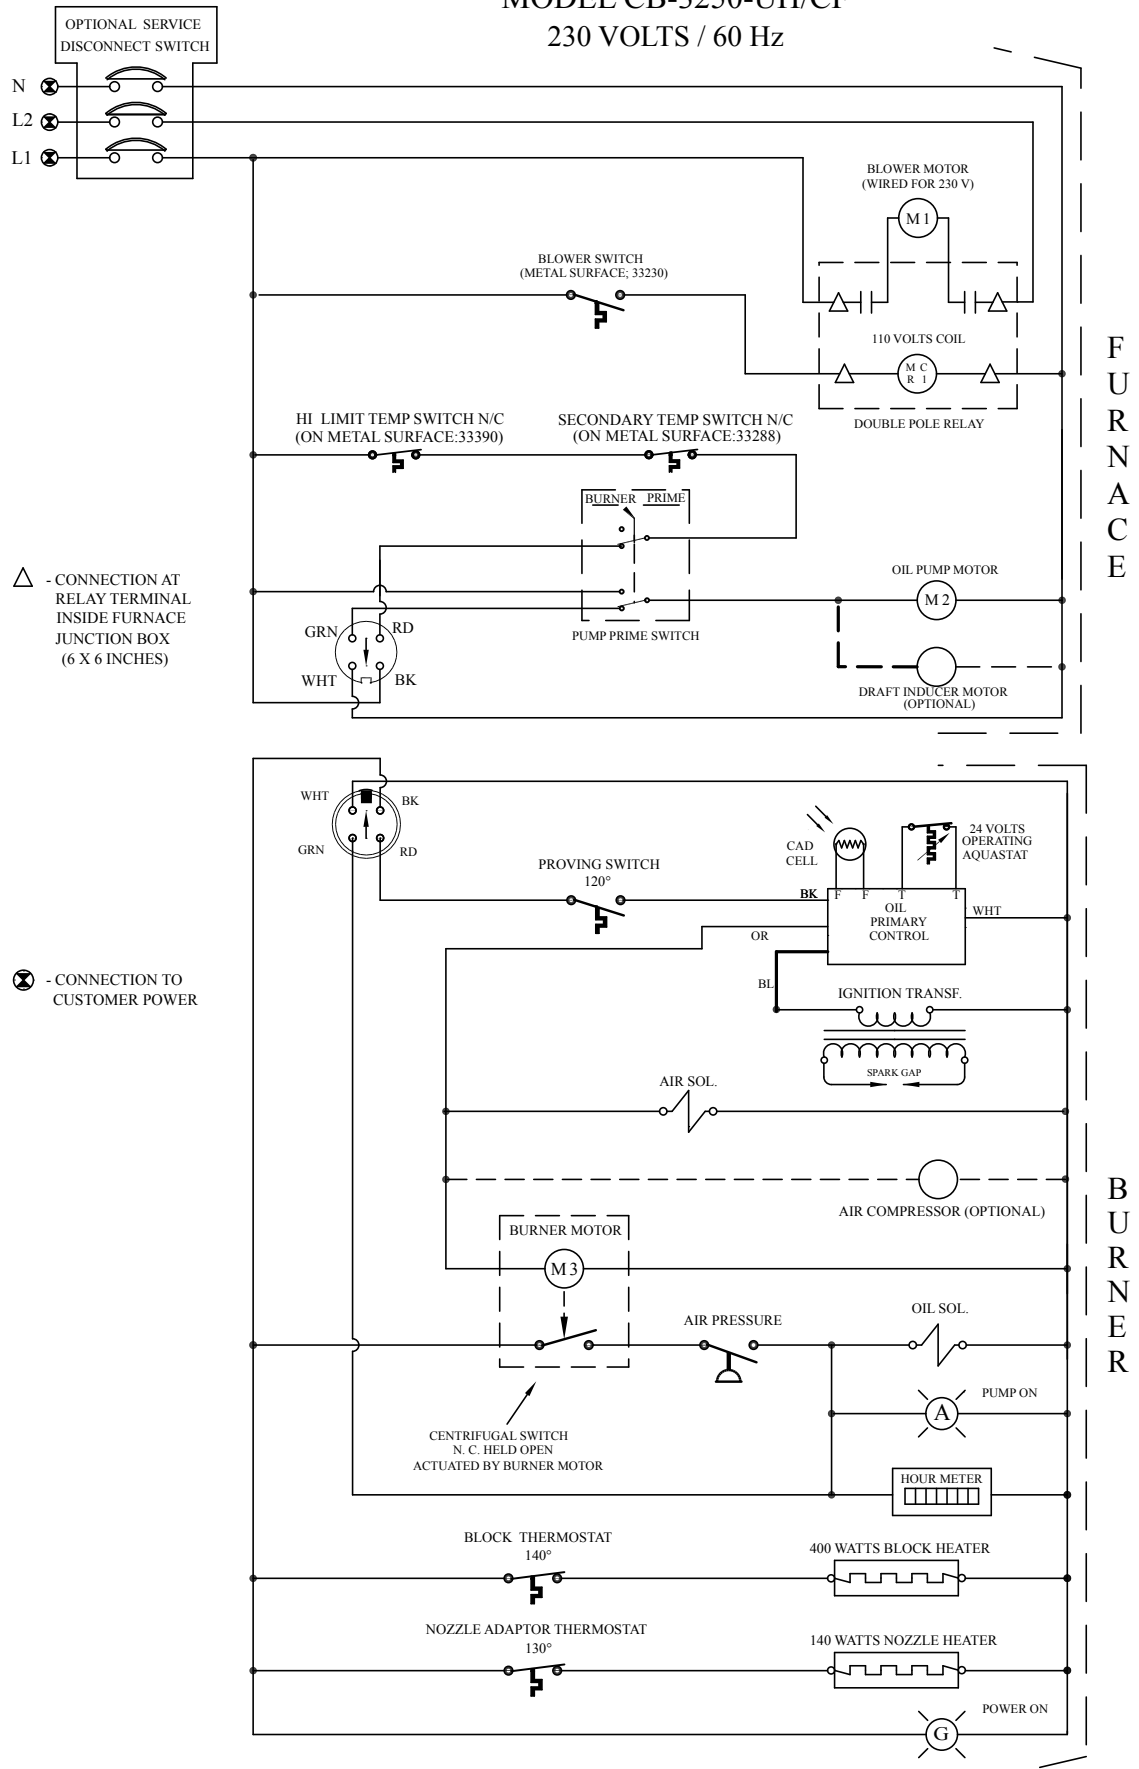 MODEL CB-3250-UH/CF
230 VOLTS / 60 Hz
OPTIONAL SERVICE
DISCONNECT SWITCH
N
L2
L1
BLOWER MOTOR
(WIRED FOR 230 V)
M 1
BLOWER SWITCH
(METAL SURFACE; 33230)
110 VOLTS COIL
M C
R 1
DOUBLE POLE RELAY
HI LIMIT TEMP SWITCH N/C
(ON METAL SURFACE:33390)
SECONDARY TEMP SWITCH N/C
(ON METAL SURFACE:33288)
FURNACE
BURNER PRIME
PUMP PRIME SWITCH
- CONNECTION AT
RELAY TERMINAL
INSIDE FURNACE
JUNCTION BOX
(6 X 6 INCHES)
OIL PUMP MOTOR
M 2
GRN
RD
WHT
BK
DRAFT INDUCER MOTOR
(OPTIONAL)
WHT
BK
GRN
RD
CAD
CELL
24 VOLTS
OPERATING
AQUASTAT
PROVING SWITCH
120°
BK
F F T T
OIL
PRIMARY
CONTROL
WHT
OR
BL
- CONNECTION TO
CUSTOMER POWER
IGNITION TRANSF.
SPARK GAP
AIR SOL.
AIR COMPRESSOR (OPTIONAL)
BURNER
BURNER MOTOR
M 3
AIR PRESSURE
OIL SOL.
PUMP ON
A
CENTRIFUGAL SWITCH
N. C. HELD OPEN
ACTUATED BY BURNER MOTOR
HOUR METER
BLOCK THERMOSTAT
140°
400 WATTS BLOCK HEATER
NOZZLE ADAPTOR THERMOSTAT
130°
140 WATTS NOZZLE HEATER
POWER ON
G